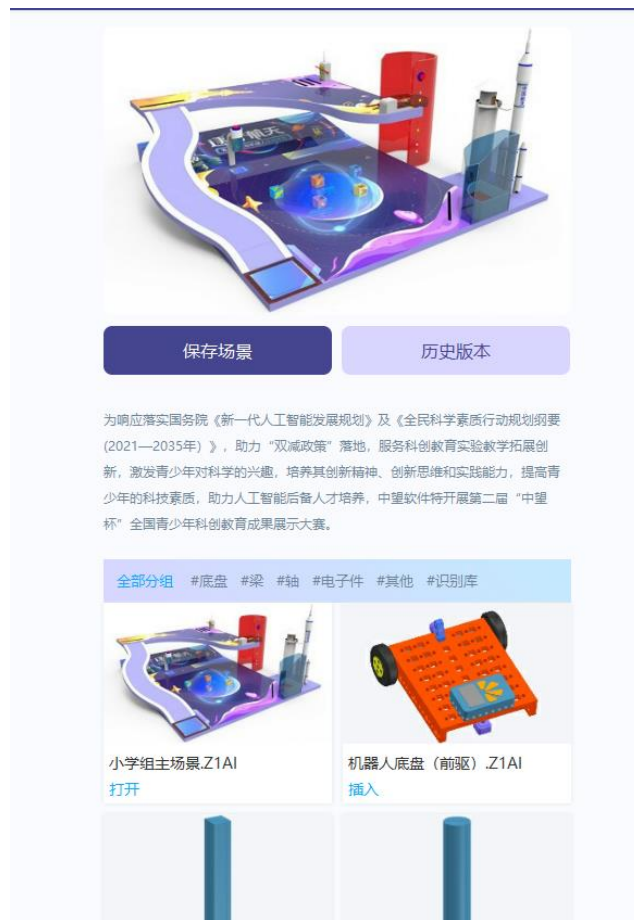 保存场景
历史版本
为响应落实国务院《新一代人工智能发展规划》及《全民科学素质行动规划纲要
(2021—2035年) 》，助力“双减政策”落地，服务科创教育实验教学拓展创
新，激发青少年对科学的兴趣，培养其创新精神、创新思维和实践能力，提高青
少年的科技素质，助力人工智能后备人才培养，中望软件特开展第二届“中望
杯”全国青少年科创教育成果展示大赛。
全部分组 #底盘 #梁 #轴 #电子件 #其他 #识别库
小学组主场景.Z1AI
打开
机器人底盘（前驱）.Z1AI
插入